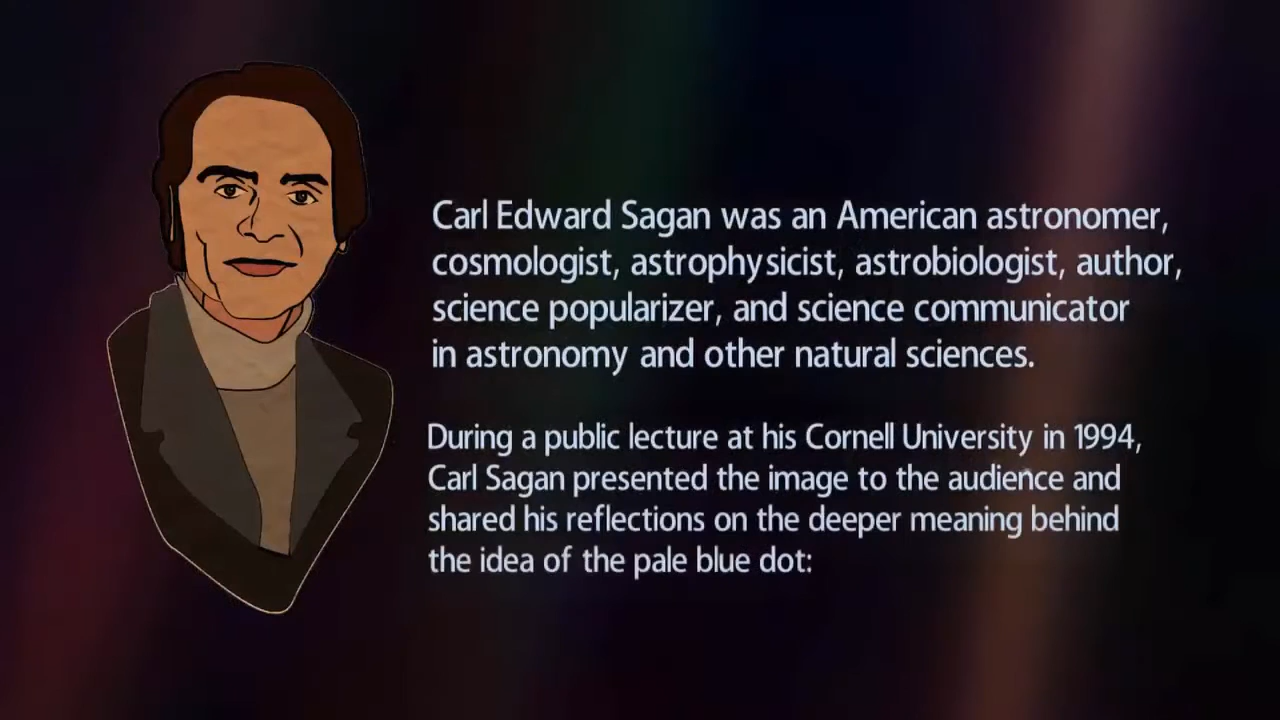 Carl Edward Sagan was an American astronomer,
cosmologist, astrophysicist, astrobiologist, author,
science popularizer, and science communicator
in astronomy and other natural sciences.
During a public lecture at his Cornell University in 1994,
Carl Sagan presented the image to the audience and
shared his reflections on the deeper meaning behind
the idea of the pale blue dot: